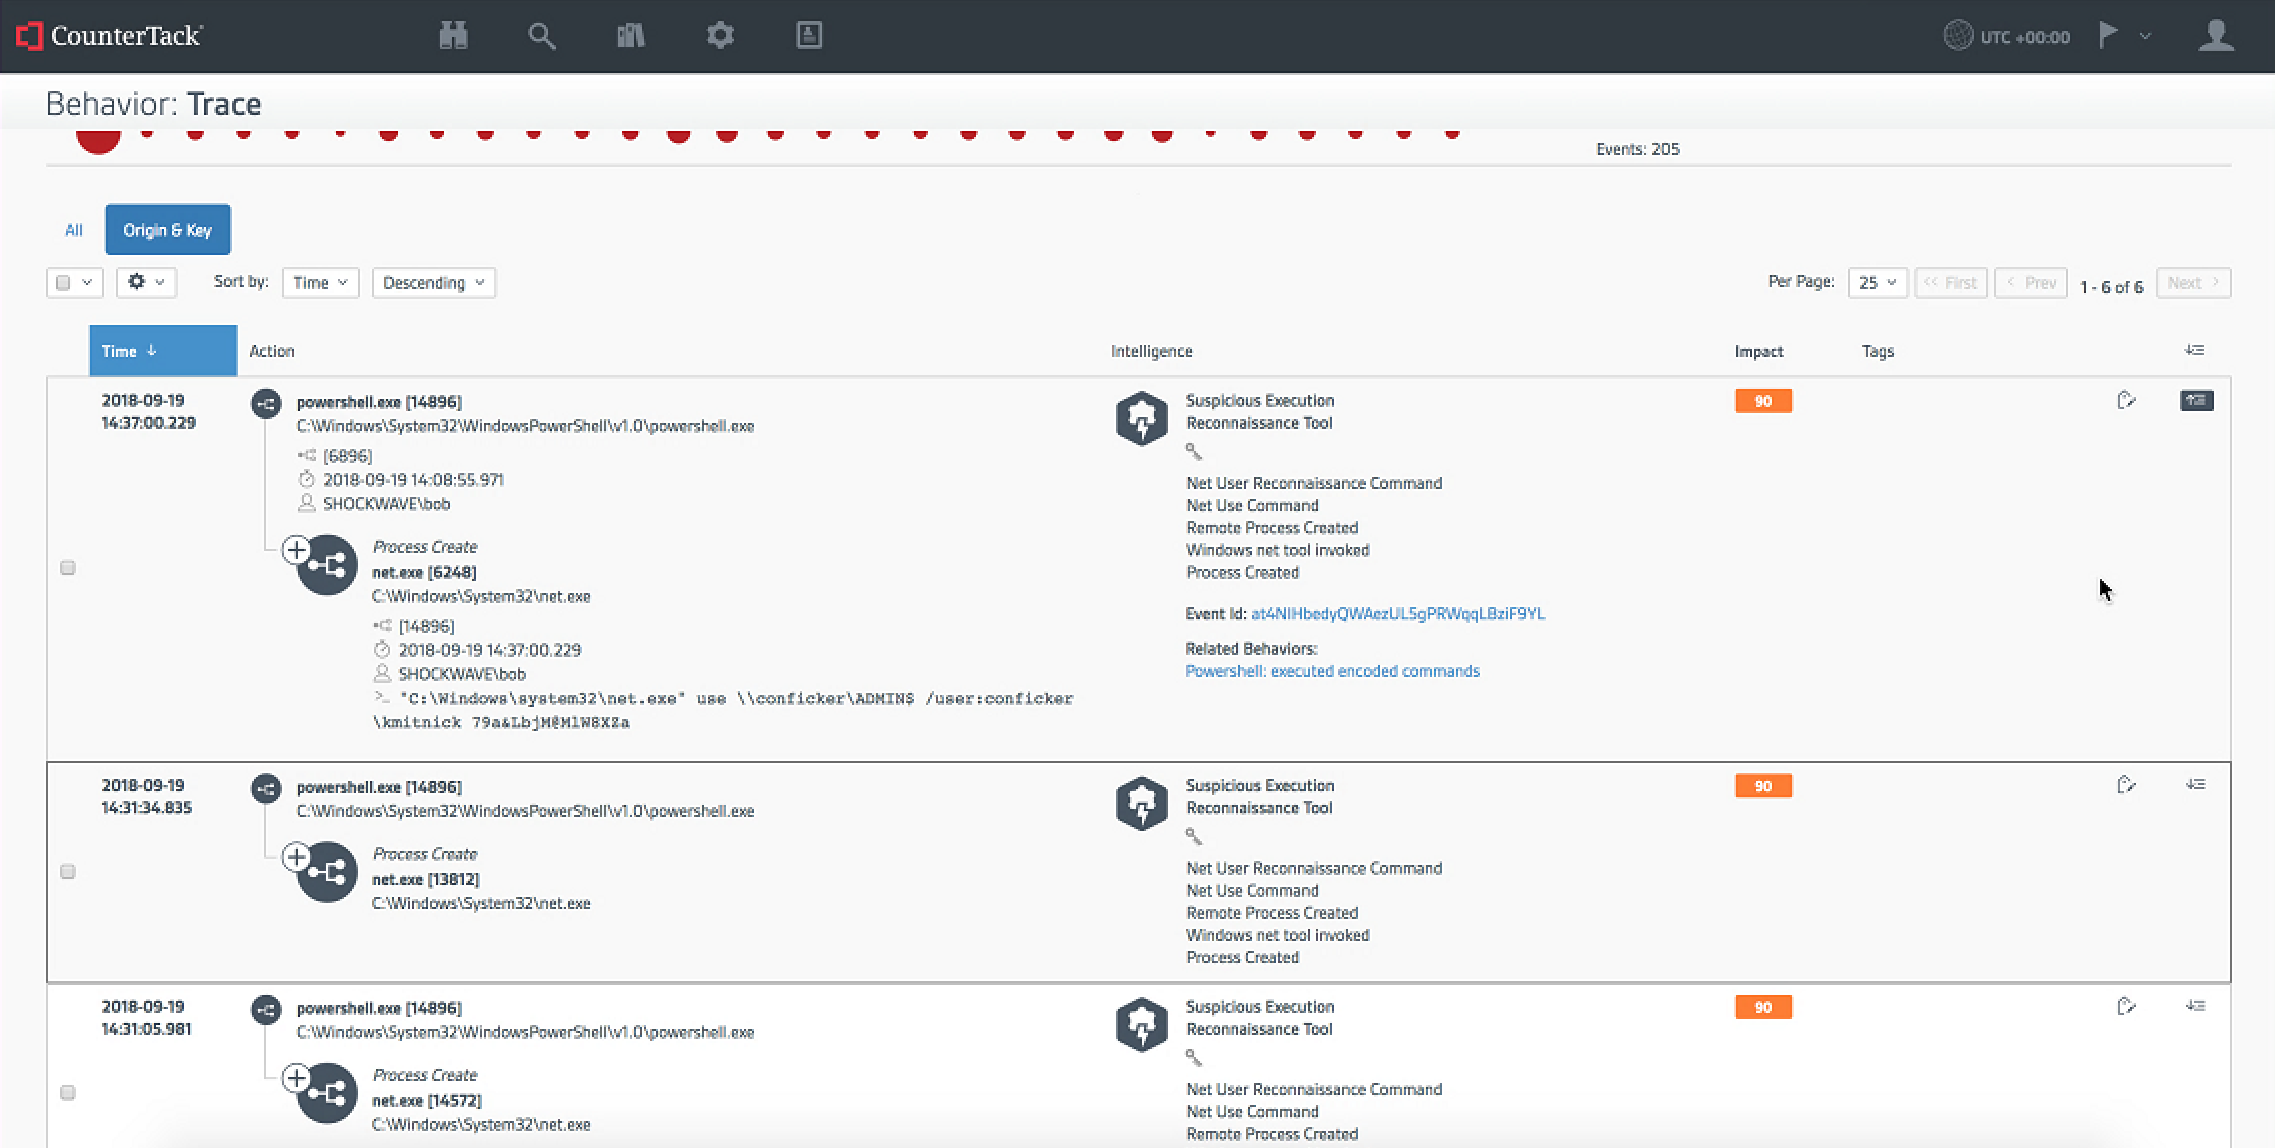 CounterTack
UTC +00:00
Behavior: Trace
Events: 205
All
Origin & Key
Sort by: Time Descending
Per Page: 25 << First < Prev 1 - 6 of 6 Next >
Time ↓ Action Intelligence Impact Tags
2018-09-19
14:37:00.229
powershell.exe [14896]
C:\Windows\System32\WindowsPowerShell\v1.0\powershell.exe
[6896]
2018-09-19 14:08:55.971
SHOCKWAVE\bob
Process Create
net.exe [6248]
C:\Windows\System32\net.exe
[14896]
2018-09-19 14:37:00.229
SHOCKWAVE\bob
>_ "C:\Windows\system32\net.exe" use \\conficker\ADMIN$ /user:conficker
\kmitnick 79a&LbjM@M1W8XZa
Suspicious Execution
Reconnaissance Tool
Net User Reconnaissance Command
Net Use Command
Remote Process Created
Windows net tool invoked
Process Created
Event Id: at4NIHbedyQWAezUL5gPRWqqLBziF9YL
Related Behaviors:
Powershell: executed encoded commands
90
2018-09-19
14:31:34.835
powershell.exe [14896]
C:\Windows\System32\WindowsPowerShell\v1.0\powershell.exe
Process Create
net.exe [13812]
C:\Windows\System32\net.exe
Suspicious Execution
Reconnaissance Tool
Net User Reconnaissance Command
Net Use Command
Remote Process Created
Windows net tool invoked
Process Created
90
2018-09-19
14:31:05.981
powershell.exe [14896]
C:\Windows\System32\WindowsPowerShell\v1.0\powershell.exe
Process Create
net.exe [14572]
C:\Windows\System32\net.exe
Suspicious Execution
Reconnaissance Tool
Net User Reconnaissance Command
Net Use Command
Remote Process Created
90